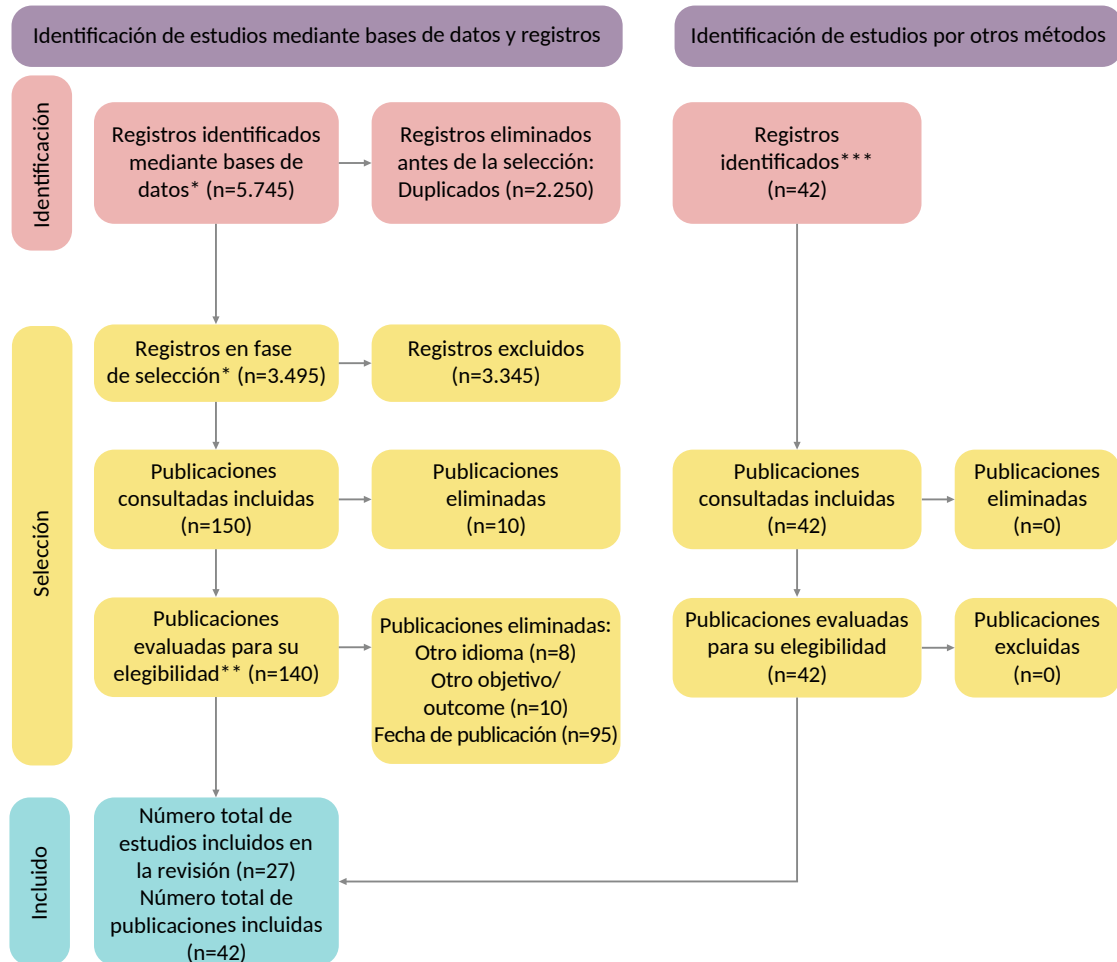 Identificación de estudios mediante bases de datos y registros
Identificación de estudios por otros métodos
Identificación
Registros identificados
mediante bases de
datos* (n=5.745)
Registros eliminados
antes de la selección:
Duplicados (n=2.250)
Registros
identificados***
(n=42)
Selección
Registros en fase
de selección* (n=3.495)
Registros excluidos
(n=3.345)
Publicaciones
consultadas incluidas
(n=150)
Publicaciones
eliminadas
(n=10)
Publicaciones
consultadas incluidas
(n=42)
Publicaciones
eliminadas
(n=0)
Publicaciones
evaluadas para su
elegibilidad** (n=140)
Publicaciones eliminadas:
Otro idioma (n=8)
Otro objetivo/
outcome (n=10)
Fecha de publicación (n=95)
Publicaciones evaluadas
para su elegibilidad
(n=42)
Publicaciones
excluidas
(n=0)
Incluido
Número total de
estudios incluidos en
la revisión (n=27)
Número total de
publicaciones incluidas
(n=42)